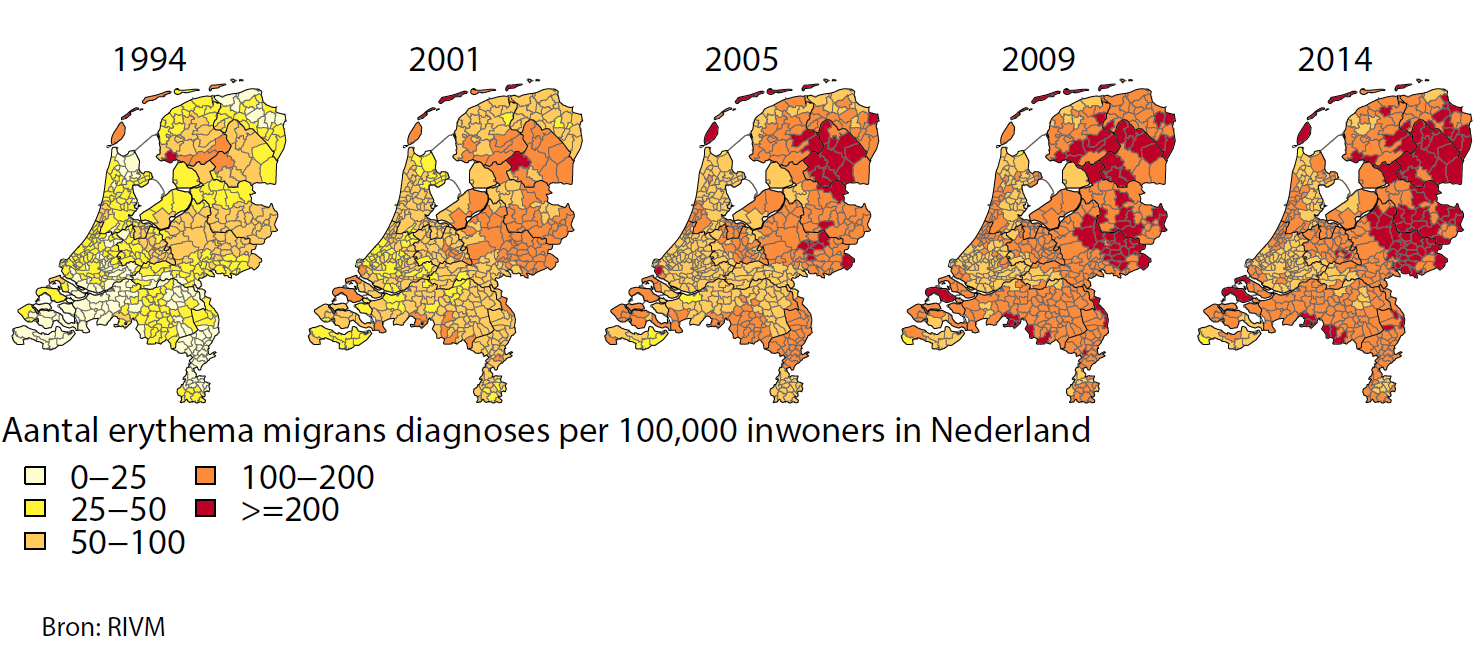 1994 2001 2005 2009 2014
Aantal erythema migrans diagnoses per 100,000 inwoners in Nederland
0–25 100–200
25–50 >=200
50–100
Bron: RIVM